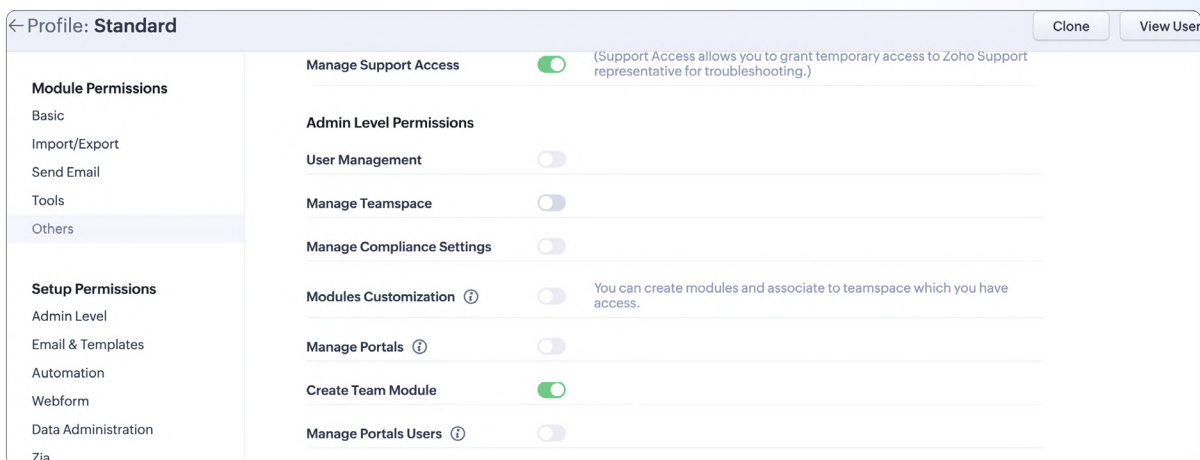 ←Profile: Standard
Clone
View User
Module Permissions
Basic
Import/Export
Send Email
Tools
Others
Setup Permissions
Admin Level
Email & Templates
Automation
Webform
Data Administration
Zia
Manage Support Access
(Support Access allows you to grant temporary access to Zoho Support
representative for troubleshooting.)
Admin Level Permissions
User Management
Manage Teamspace
Manage Compliance Settings
Modules Customization
You can create modules and associate to teamspace which you have
access.
Manage Portals
Create Team Module
Manage Portals Users